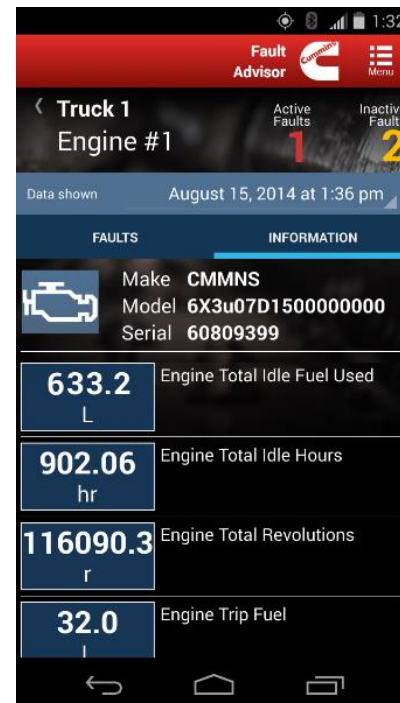 1:32
Fault
Advisor
Cummins
Menu
Truck 1
Engine #1
Active
Faults
1
Inactiv
Fault
2
Data shown August 15, 2014 at 1:36 pm
FAULTS INFORMATION
Make CMMNS
Model 6X3u07D1500000000
Serial 60809399
633.2
L
Engine Total Idle Fuel Used
902.06
hr
Engine Total Idle Hours
116090.3
r
Engine Total Revolutions
32.0
L
Engine Trip Fuel